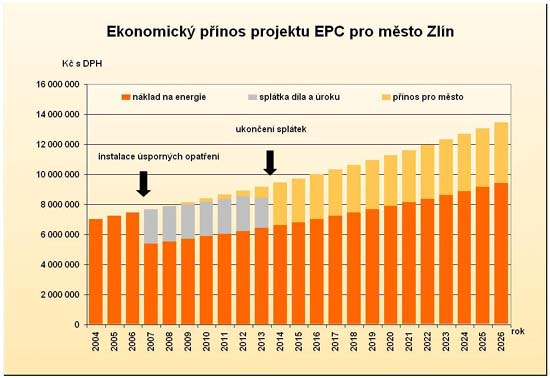 Ekonomický přínos projektu EPC pro město Zlín
Kč s DPH
16 000 000
14 000 000
12 000 000
10 000 000
8 000 000
6 000 000
4 000 000
2 000 000
0
náklad na energie
splátka díla a úroku
přínos pro město
instalace úsporných opatření
ukončení splátek
2004 2005 2006 2007 2008 2009 2010 2011 2012 2013 2014 2015 2016 2017 2018 2019 2020 2021 2022 2023 2024 2025 2026
rok